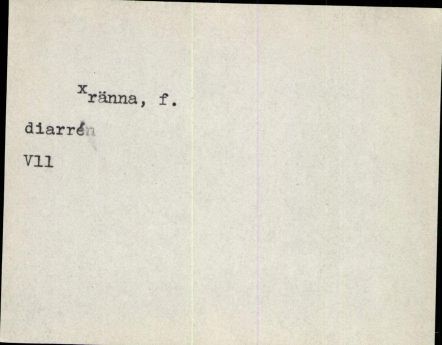 xränna, f.
diarrén
Vll